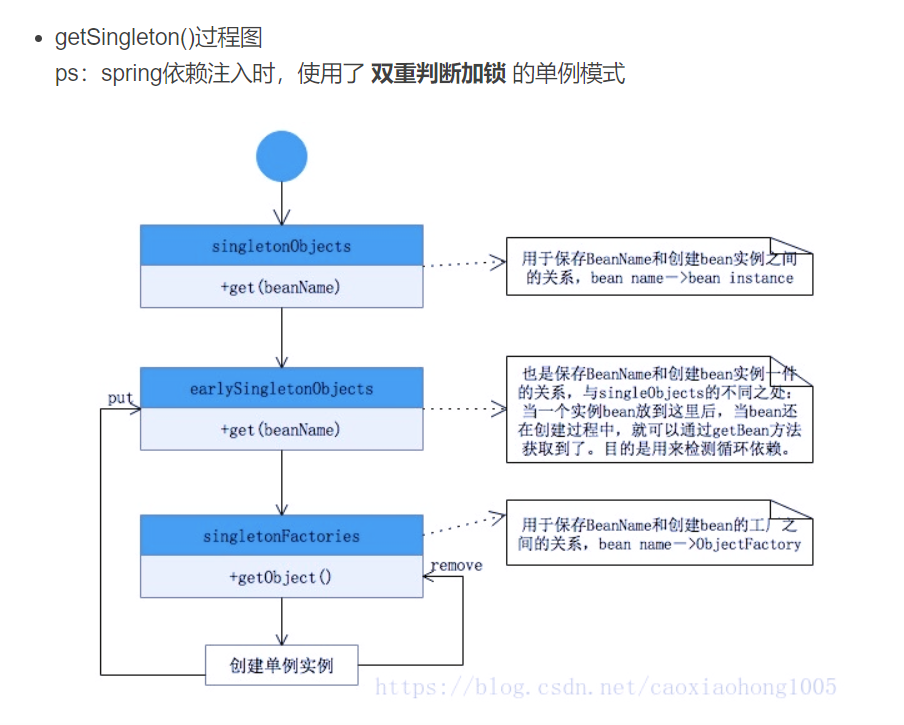 getSingleton()过程图
ps：spring依赖注入时，使用了 双重判断加锁 的单例模式
singletonObjects
+get(beanName)
用于保存BeanName和创建bean实例之间
的关系，bean name—>bean instance
earlySingletonObjects
+get(beanName)
put
也是保存BeanName和创建bean实例一件
的关系，与singleObjects的不同之处：
当一个实例bean放到这里后，当bean还
在创建过程中，就可以通过getBean方法
获取到了。目的是用来检测循环依赖。
singletonFactories
+getObject()
用于保存BeanName和创建bean的工厂之
间的关系，bean name—>ObjectFactory
remove
创建单例实例
https://blog.csdn.net/caoxiaohong1005